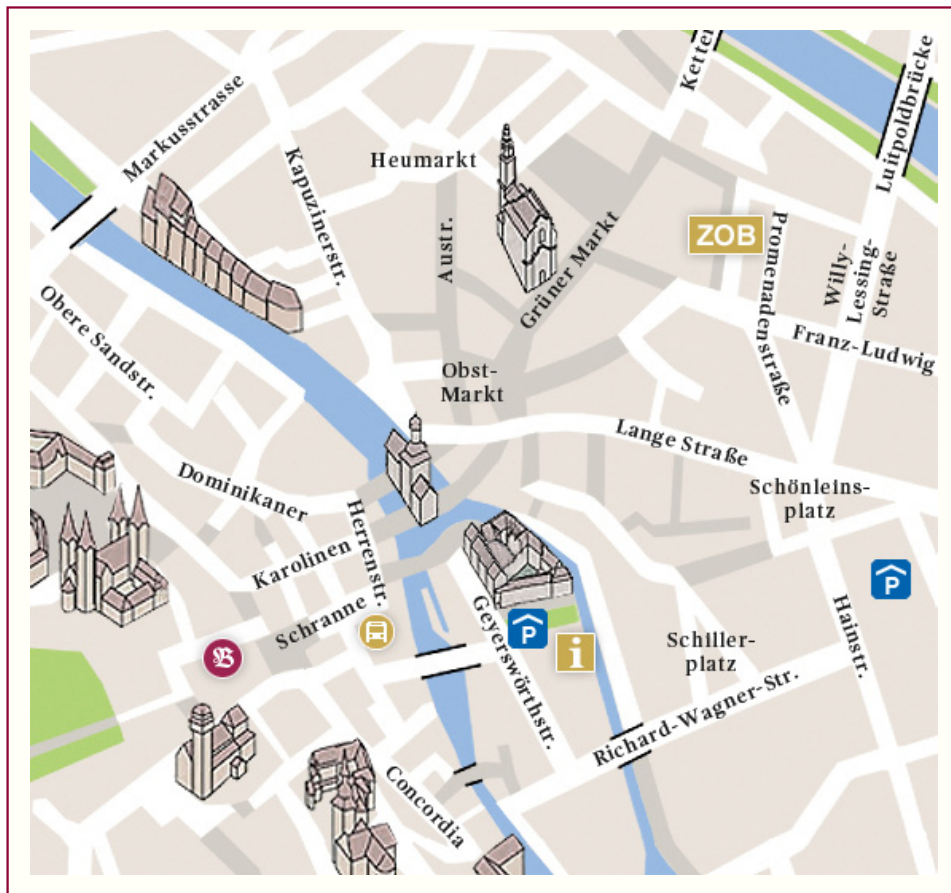 Ketten
Luitpoldbrücke
Markusstrasse
Kapuzinerstr.
Heumarkt
Austr.
Grüner Markt
ZOB
Promenadenstraße
Willy-
Lessing-
Straße
Franz-Ludwig
Obere Sandstr.
Obst-
Markt
Lange Straße
Schönleins-
platz
Dominikaner
Herrenstr.
Karolinen
Schranne
Geyerswörthstr.
P
P
i
B
Hainstr.
Schiller-
platz
Richard-Wagner-Str.
Concordia